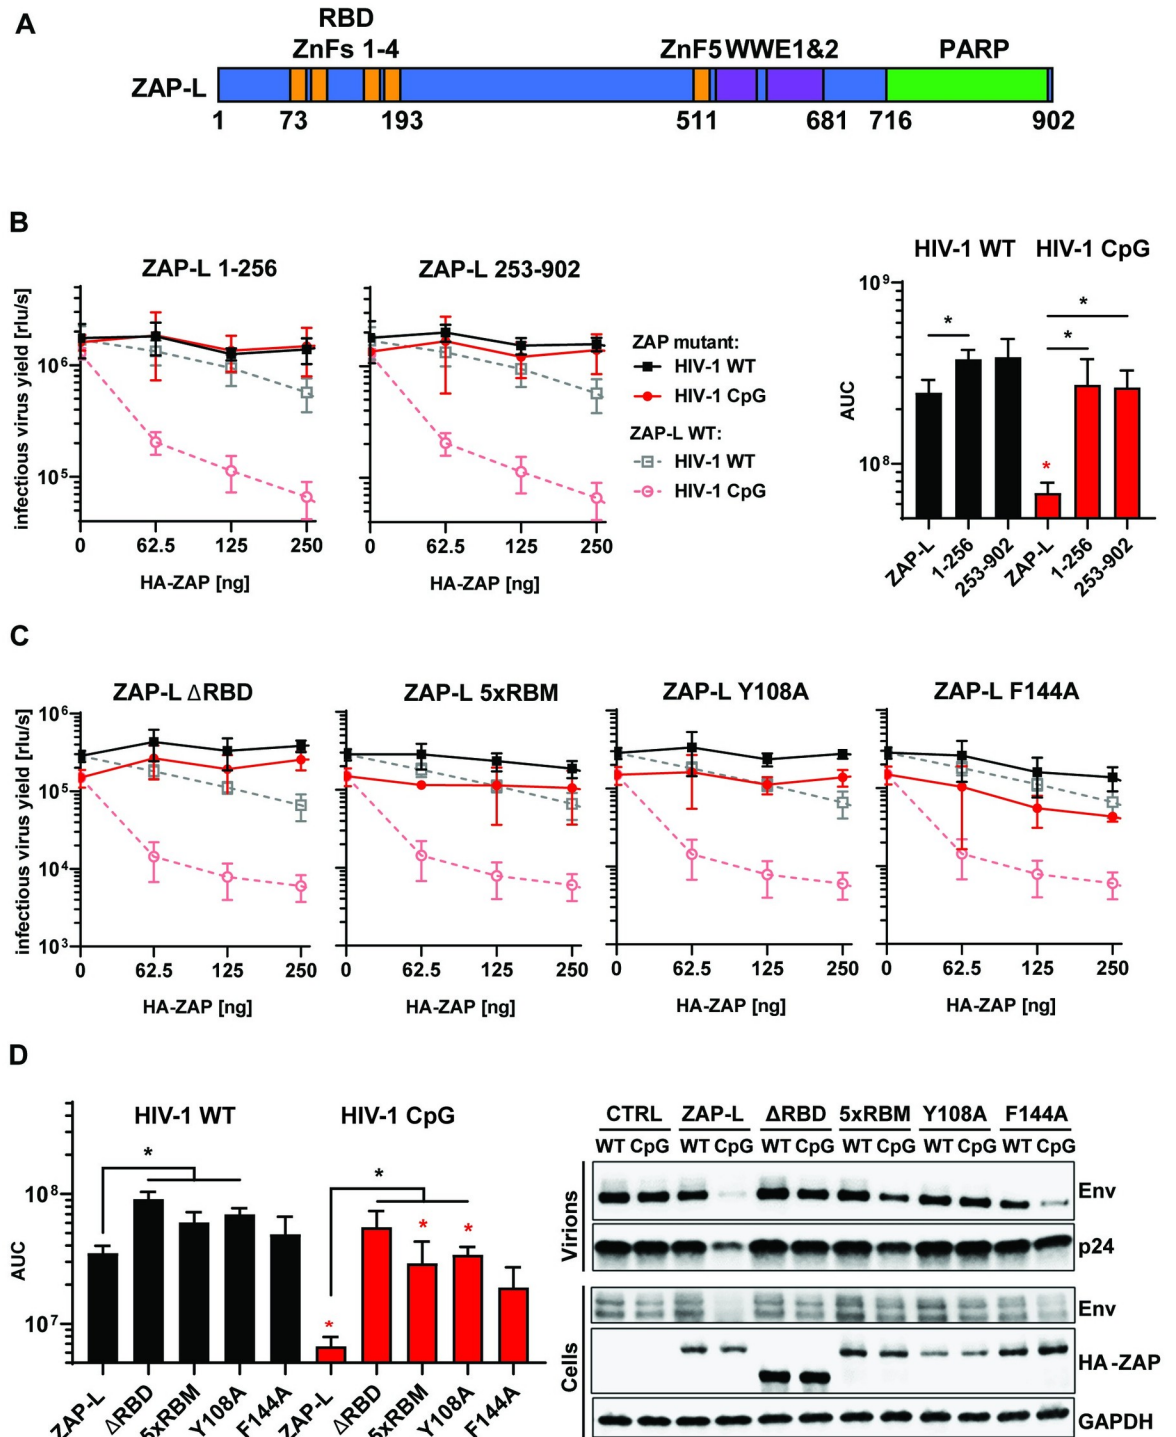 A
RBD
ZnFs 1-4
ZnF5 WWE1&2
PARP
ZAP-L
1 73 193 511 681 716 902
B
ZAP-L 1-256
ZAP-L 253-902
infectious virus yield [rlu/s]
10⁶
10⁵
0 62.5 125 250
HA-ZAP [ng]
0 62.5 125 250
HA-ZAP [ng]
ZAP mutant:
HIV-1 WT
HIV-1 CpG
ZAP-L WT:
HIV-1 WT
HIV-1 CpG
HIV-1 WT HIV-1 CpG
AUC
10⁹
10⁸
* * * *
ZAP-L 1-256 253-902 ZAP-L 1-256 253-902
C
ZAP-L ΔRBD
ZAP-L 5xRBM
ZAP-L Y108A
ZAP-L F144A
infectious virus yield [rlu/s]
10⁶
10⁵
10⁴
10³
0 62.5 125 250
HA-ZAP [ng]
0 62.5 125 250
HA-ZAP [ng]
0 62.5 125 250
HA-ZAP [ng]
0 62.5 125 250
HA-ZAP [ng]
D
HIV-1 WT HIV-1 CpG
AUC
10⁸
10⁷
* * * * *
ZAP-L ΔRBD 5xRBM Y108A F144A ZAP-L ΔRBD 5xRBM Y108A F144A
CTRL ZAP-L ΔRBD 5xRBM Y108A F144A
WT CpG WT CpG WT CpG WT CpG WT CpG WT CpG
Virions
Env
p24
Cells
Env
HA-ZAP
GAPDH